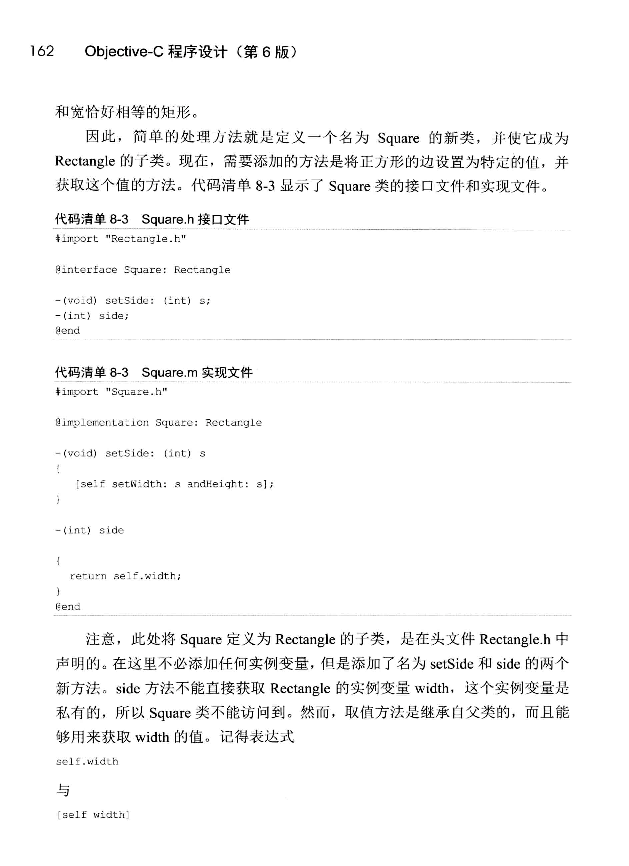 162 Objective-C 程序设计（第 6 版）
和宽恰好相等的矩形。
因此，简单的处理方法就是定义一个名为 Square 的新类，并使它成为
Rectangle 的子类。现在，需要添加的方法是将正方形的边设置为特定的值，并
获取这个值的方法。代码清单 8-3 显示了 Square 类的接口文件和实现文件。
代码清单 8-3 Square.h 接口文件
#import "Rectangle.h"
@interface Square: Rectangle
-(void) setSide: (int) s;
-(int) side;
@end
代码清单 8-3 Square.m 实现文件
#import "Square.h"
@implementation Square: Rectangle
-(void) setSide: (int) s
{
[self setWidth: s andHeight: s];
}
-(int) side
{
return self.width;
}
@end
注意，此处将 Square 定义为 Rectangle 的子类，是在头文件 Rectangle.h 中
声明的。在这里不必添加任何实例变量，但是添加了名为 setSide 和 side 的两个
新方法。side 方法不能直接获取 Rectangle 的实例变量 width，这个实例变量是
私有的，所以 Square 类不能访问到。然而，取值方法是继承自父类的，而且能
够用来获取 width 的值。记得表达式
self.width
与
[self width]